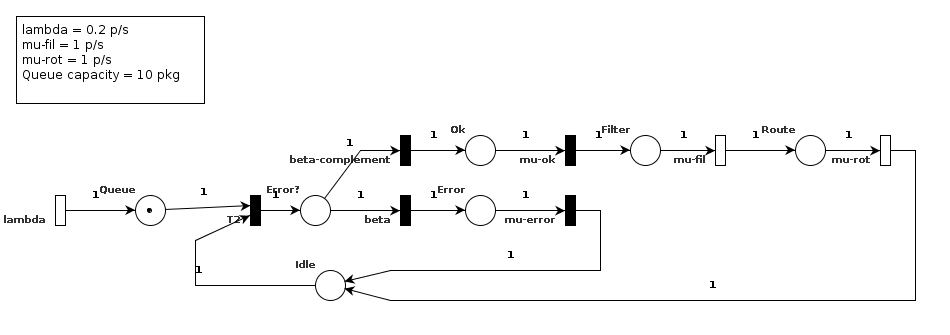 lambda = 0.2 p/s
mu-fil = 1 p/s
mu-rot = 1 p/s
Queue capacity = 10 pkg
1
Ok
1
1
Filter
1
1
Route
1
beta-complement
mu-ok
mu-fil
mu-rot
1
Queue
1
Error?
1
1
1
Error
1
lambda
T2
beta
mu-error
1
Idle
1
1